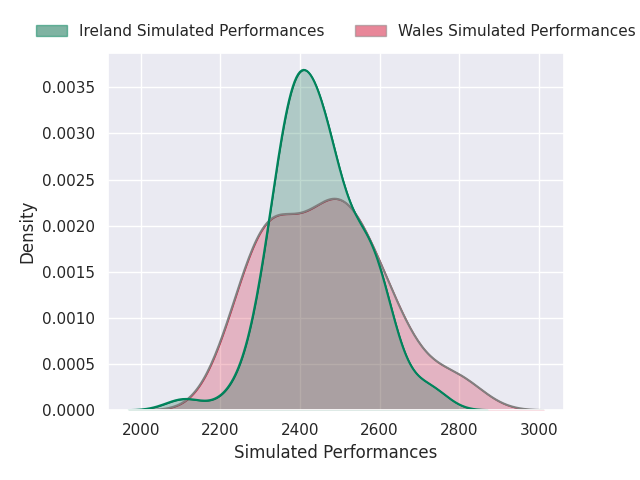 Ireland Simulated Performances
Wales Simulated Performances
0.0035
0.0030
0.0025
0.0020
0.0015
0.0010
0.0005
0.0000
Density
2000 2200 2400 2600 2800 3000
Simulated Performances